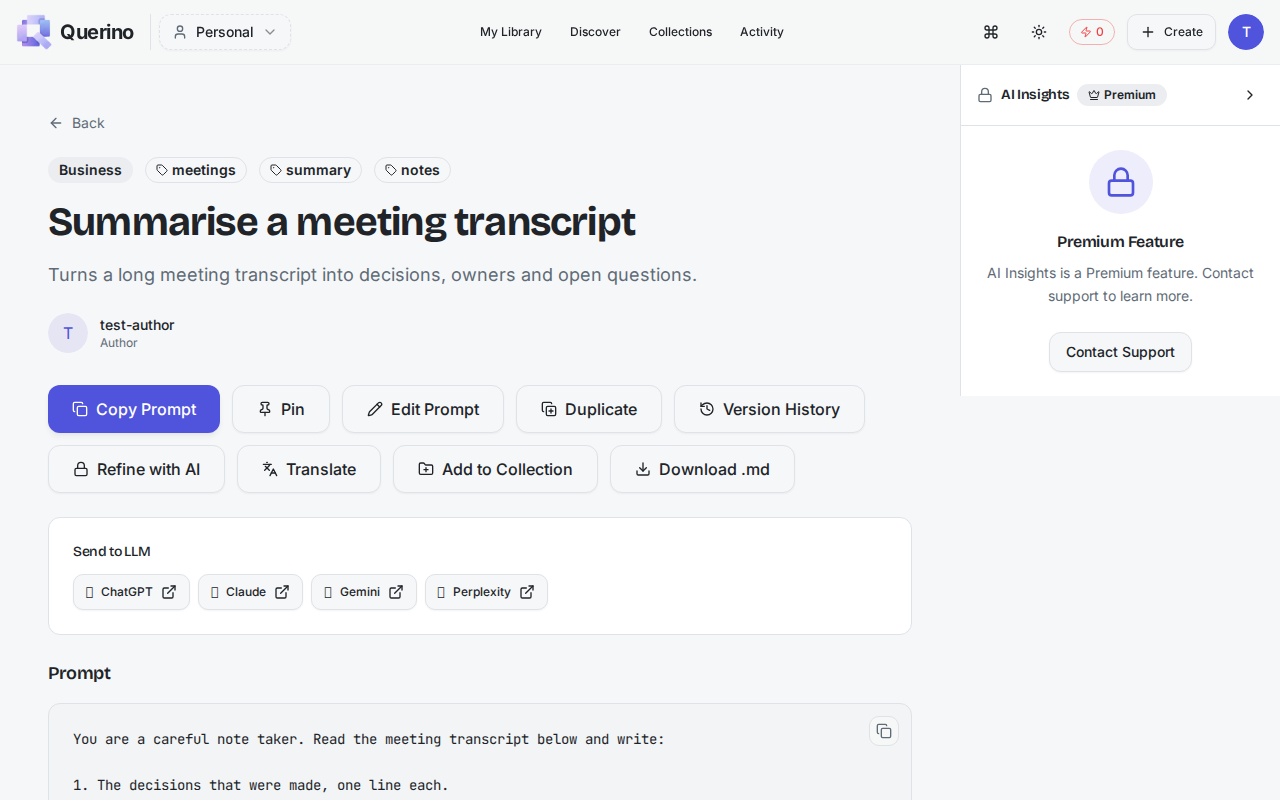 Querino
Personal
My Library
Discover
Collections
Activity
0
Create
T
Back
Business
meetings
summary
notes
Summarise a meeting transcript
Turns a long meeting transcript into decisions, owners and open questions.
T
test-author
Author
Copy Prompt
Pin
Edit Prompt
Duplicate
Version History
Refine with AI
Translate
Add to Collection
Download .md
Send to LLM
ChatGPT
Claude
Gemini
Perplexity
Prompt
You are a careful note taker. Read the meeting transcript below and write:
1. The decisions that were made, one line each.
AI Insights
Premium
Premium Feature
AI Insights is a Premium feature. Contact
support to learn more.
Contact Support